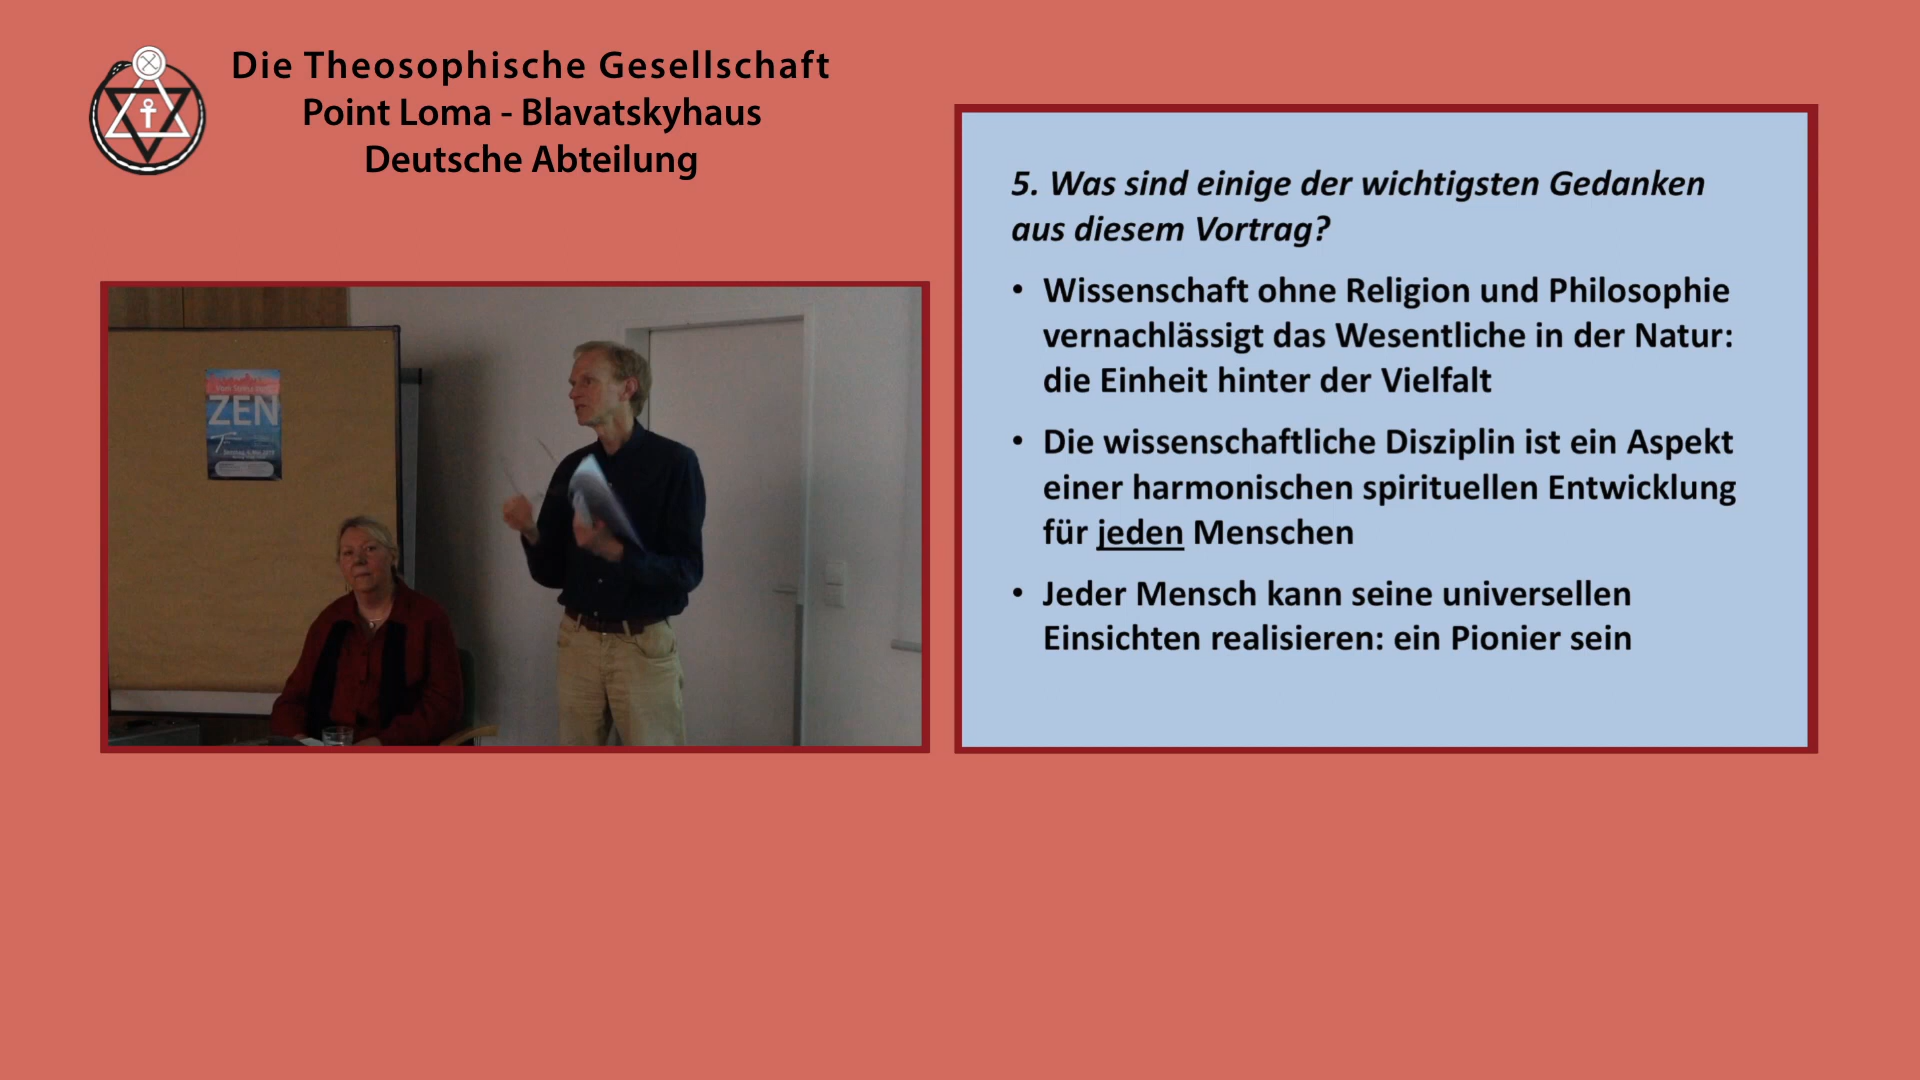 Die Theosophische Gesellschaft
Point Loma - Blavatskyhaus
Deutsche Abteilung
ZEN
5. Was sind einige der wichtigsten Gedanken
aus diesem Vortrag?
• Wissenschaft ohne Religion und Philosophie
vernachlässigt das Wesentliche in der Natur:
die Einheit hinter der Vielfalt
• Die wissenschaftliche Disziplin ist ein Aspekt
einer harmonischen spirituellen Entwicklung
für jeden Menschen
• Jeder Mensch kann seine universellen
Einsichten realisieren: ein Pionier sein